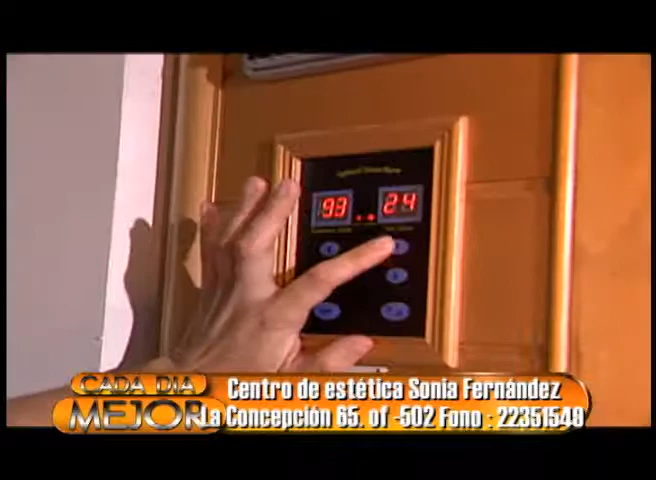 93 24
CADA DIA
MEJOR
Centro de estética Sonia Fernández
La Concepción 65. of -502 Fono : 22351549